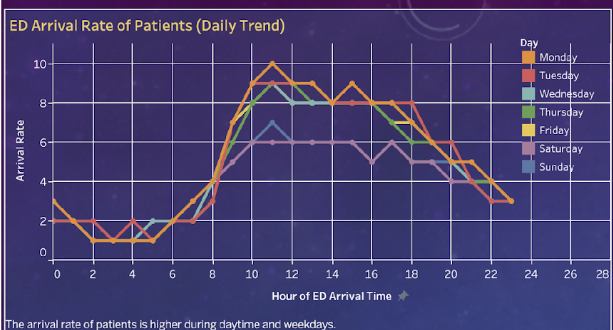 ED Arrival Rate of Patients (Daily Trend)
Day
Monday
Tuesday
Wednesday
Thursday
Friday
Saturday
Sunday
10
8
6
4
2
0
Arrival Rate
0 2 4 6 8 10 12 14 16 18 20 22 24 26 28
Hour of ED Arrival Time
The arrival rate of patients is higher during daytime and weekdays.